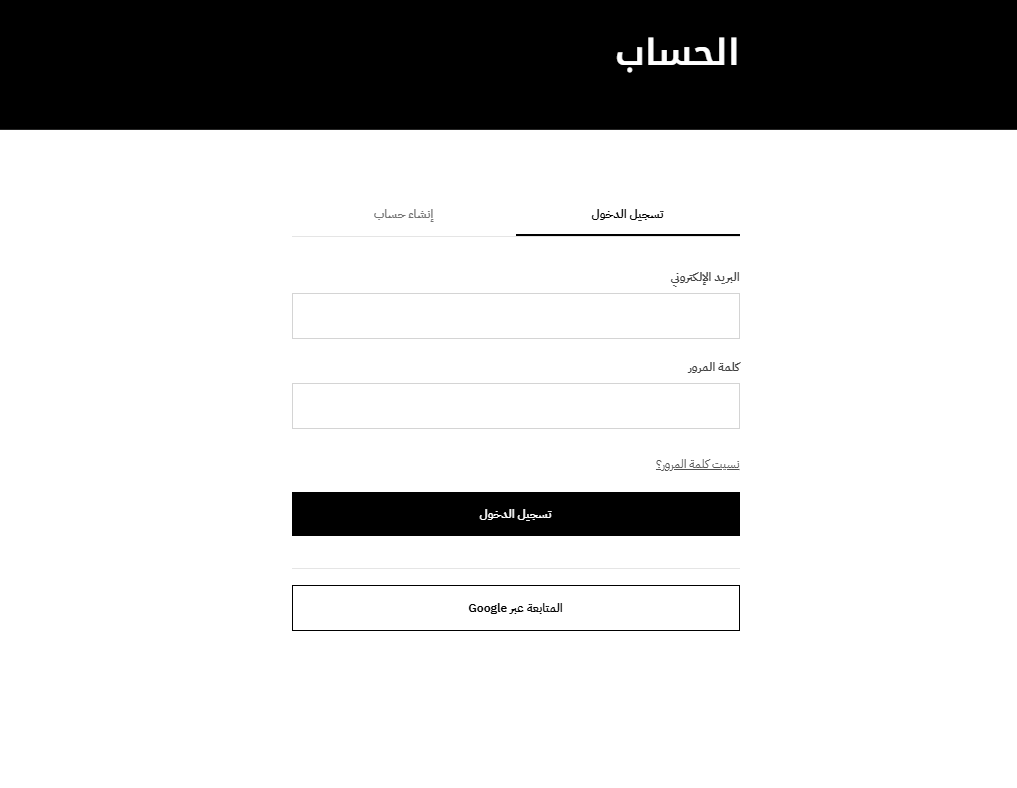 الحساب
تسجيل الدخول
إنشاء حساب
البريد الإلكتروني
كلمة المرور
نسيت كلمة المرور؟
تسجيل الدخول
المتابعة عبر Google